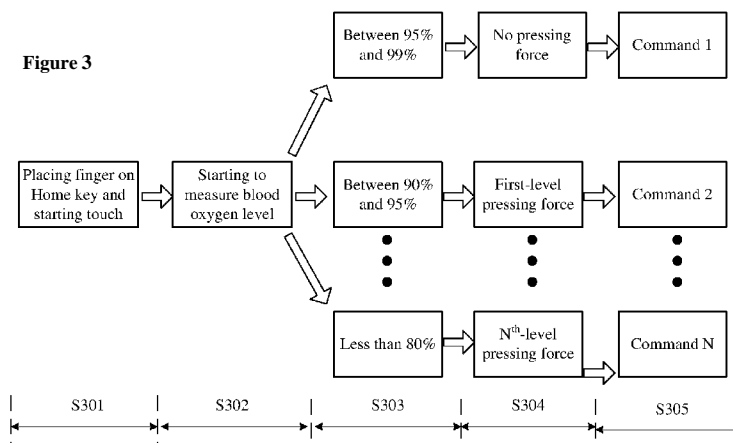 Figure 3
Placing finger on
Home key and
starting touch
Starting to
measure blood
oxygen level
Between 95%
and 99%
No pressing
force
Command 1
Between 90%
and 95%
First-level
pressing force
Command 2
Less than 80%
Nth-level
pressing force
Command N
S301
S302
S303
S304
S305